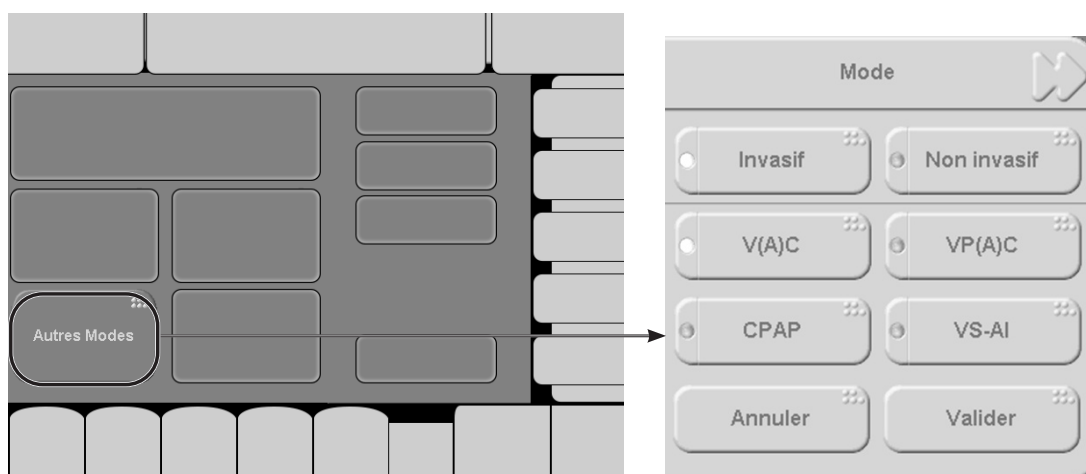 Autres Modes
Mode
Invasif
Non invasif
V(A)C
VP(A)C
CPAP
VS-AI
Annuler
Valider